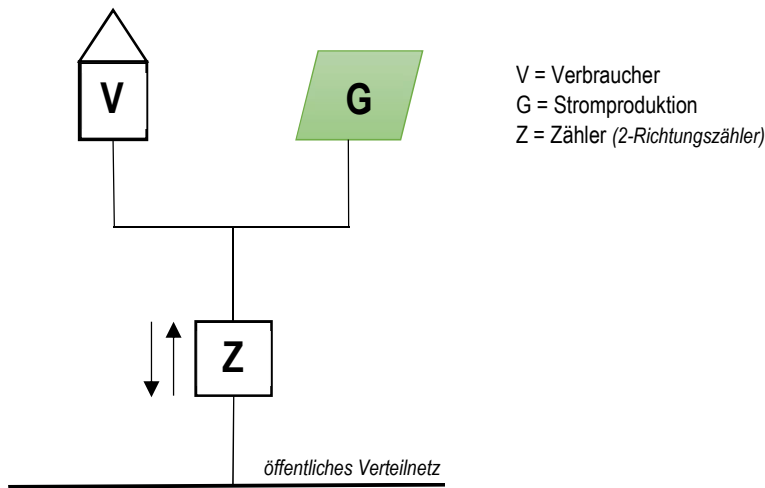 V
G
V = Verbraucher
G = Stromproduktion
Z = Zähler (2-Richtungszähler)
Z
öffentliches Verteilnetz